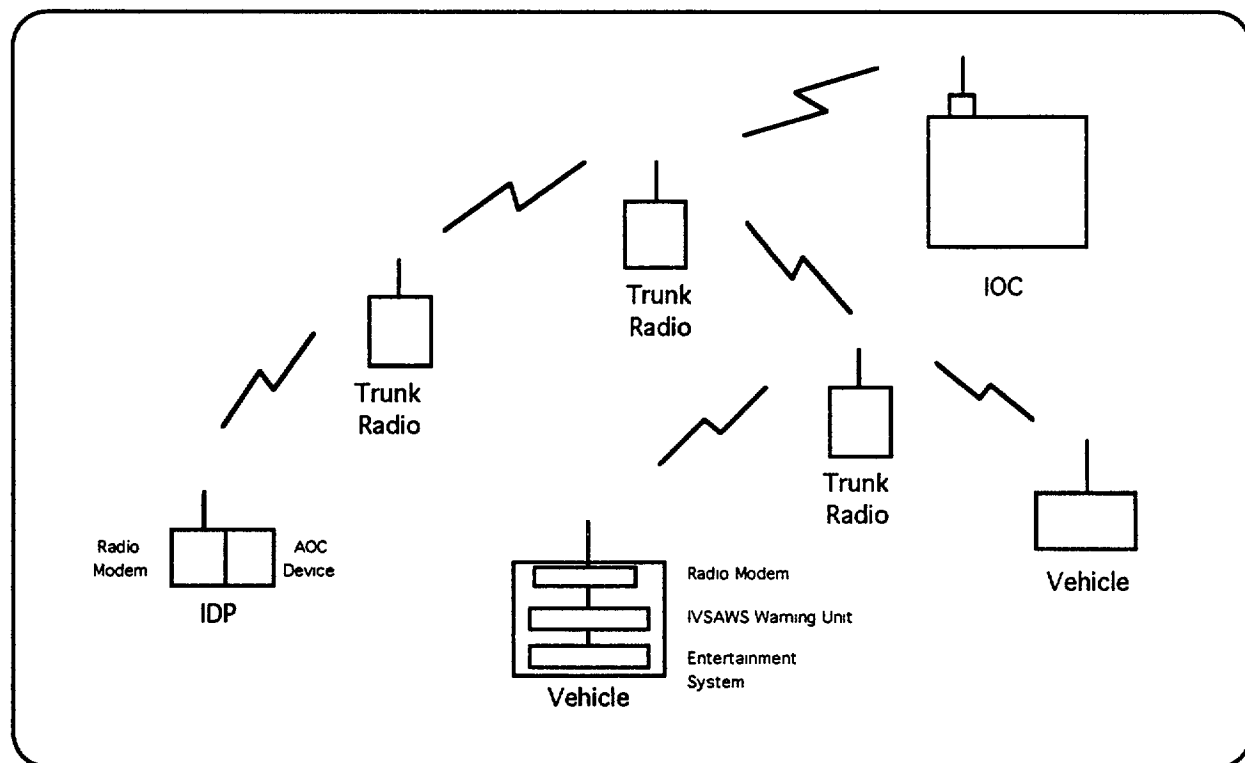 IOC
Trunk
Radio
Trunk
Radio
Trunk
Radio
Radio
Modem
AOC
Device
IDP
Vehicle
Radio Modem
IVSAWS Warning Unit
Entertainment
System
Vehicle